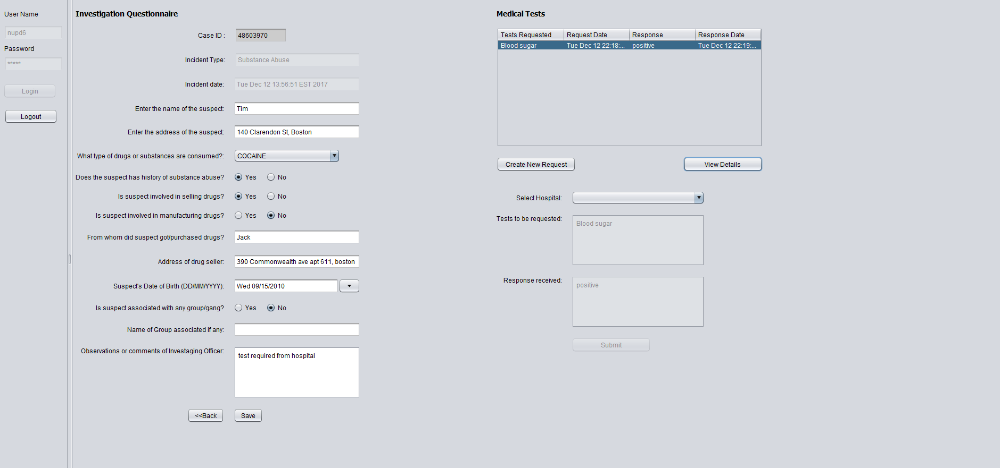 User Name
nupd6
Password
*****
Login
Logout
Investigation Questionnaire
Case ID : 48603970
Incident Type: Substance Abuse
Incident date: Tue Dec 12 13:56:51 EST 2017
Enter the name of the suspect: Tim
Enter the address of the suspect: 140 Clarendon St, Boston
What type of drugs or substances are consumed?: COCAINE
Does the suspect has history of substance abuse? Yes No
Is suspect involved in selling drugs? Yes No
Is suspect involved in manufacturing drugs? Yes No
From whom did suspect got/purchased drugs? Jack
Address of drug seller: 390 Commonwealth ave apt 611, boston
Suspect's Date of Birth (DD/MM/YYYY): Wed 09/15/2010
Is suspect associated with any group/gang? Yes No
Name of Group associated if any:
Observations or comments of Investaging Officer: test required from hospital
<<Back Save
Medical Tests
Tests Requested Request Date Response Response Date
Blood sugar Tue Dec 12 22:18:... positive Tue Dec 12 22:19:...
Create New Request View Details
Select Hospital:
Tests to be requested: Blood sugar
Response received: positive
Submit